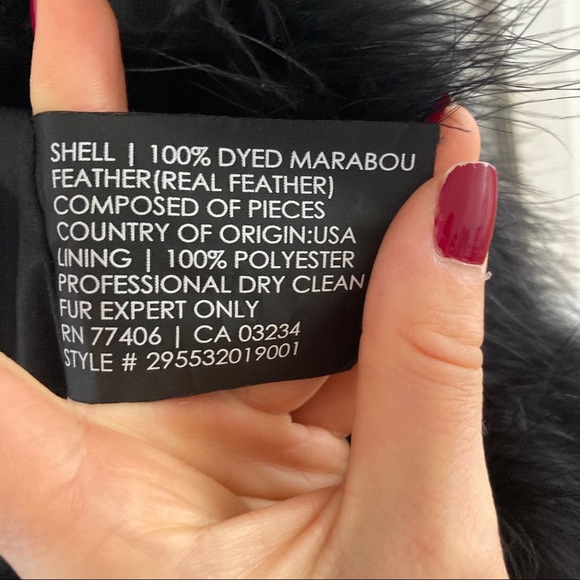 SHELL | 100% DYED MARABOU
FEATHER(REAL FEATHER)
COMPOSED OF PIECES
COUNTRY OF ORIGIN:USA
LINING | 100% POLYESTER
PROFESSIONAL DRY CLEAN
FUR EXPERT ONLY
RN 77406 | CA 03234
STYLE # 295532019001